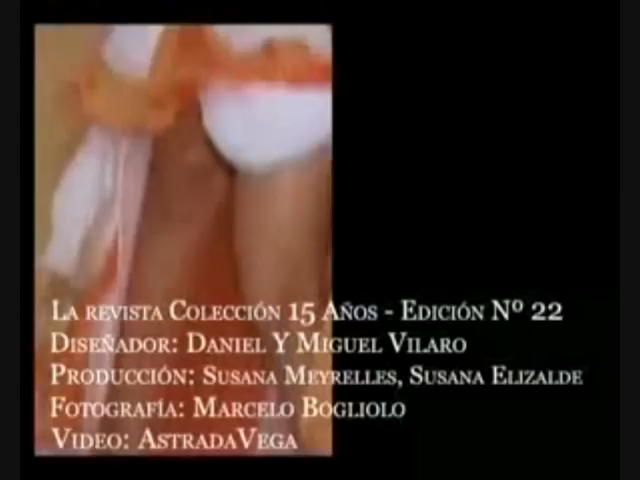 La revista Colección 15 Años - Edición Nº 22
Diseñador: Daniel Y Miguel Vilaro
Producción: Susana Meyrelles, Susana Elizalde
Fotografía: Marcelo Bogliolo
Video: AstradaVega